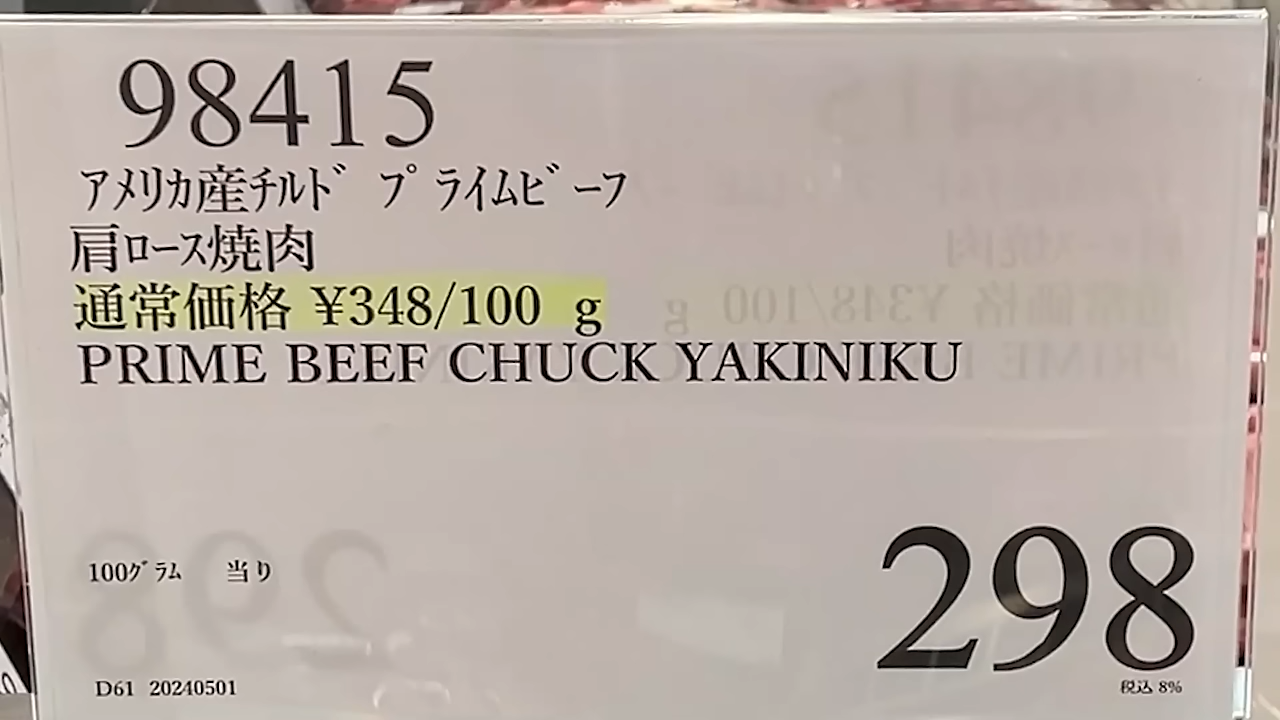 98415
ｱﾒﾘｶ産ﾁﾙﾄﾞ ﾌﾟﾗｲﾑﾋﾞｰﾌ
肩ﾛｰｽ焼肉
通常価格 ¥348/100 g
PRIME BEEF CHUCK YAKINIKU
100ｸﾞﾗﾑ 当り
298
税込 8%
D61 20240501